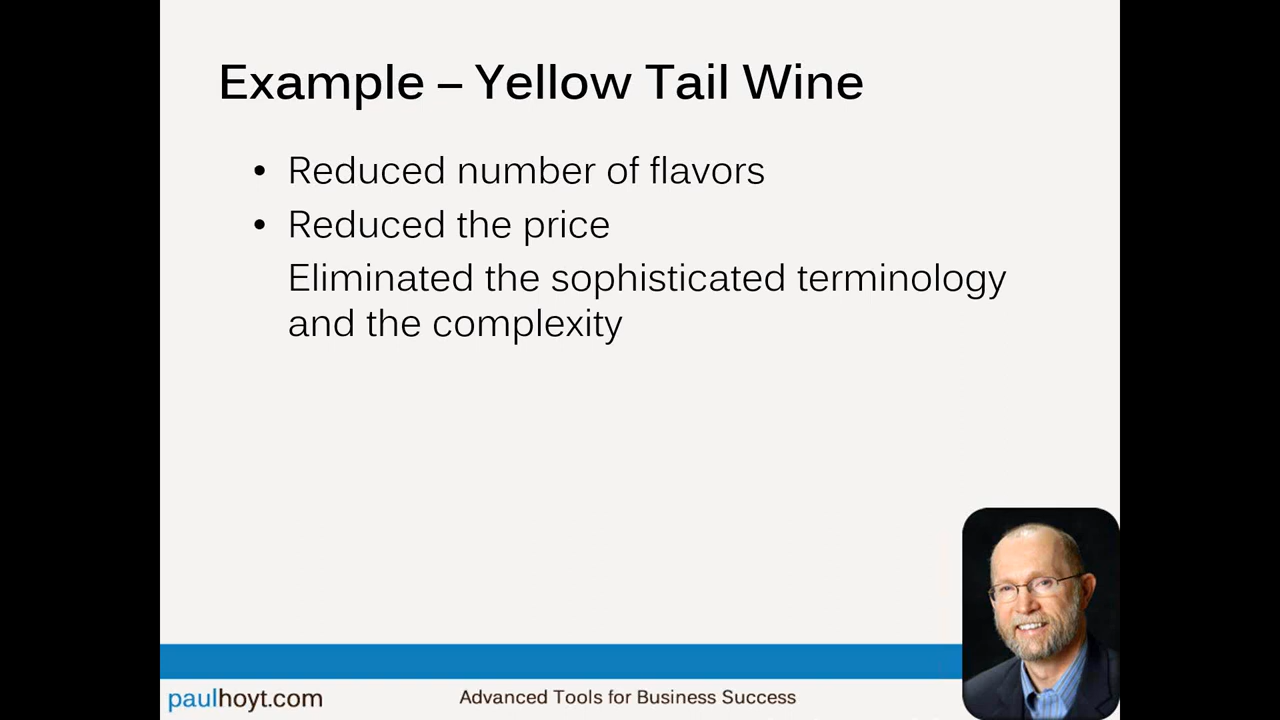 Example – Yellow Tail Wine
• Reduced number of flavors
• Reduced the price
Eliminated the sophisticated terminology
and the complexity
paulhoyt.com
Advanced Tools for Business Success